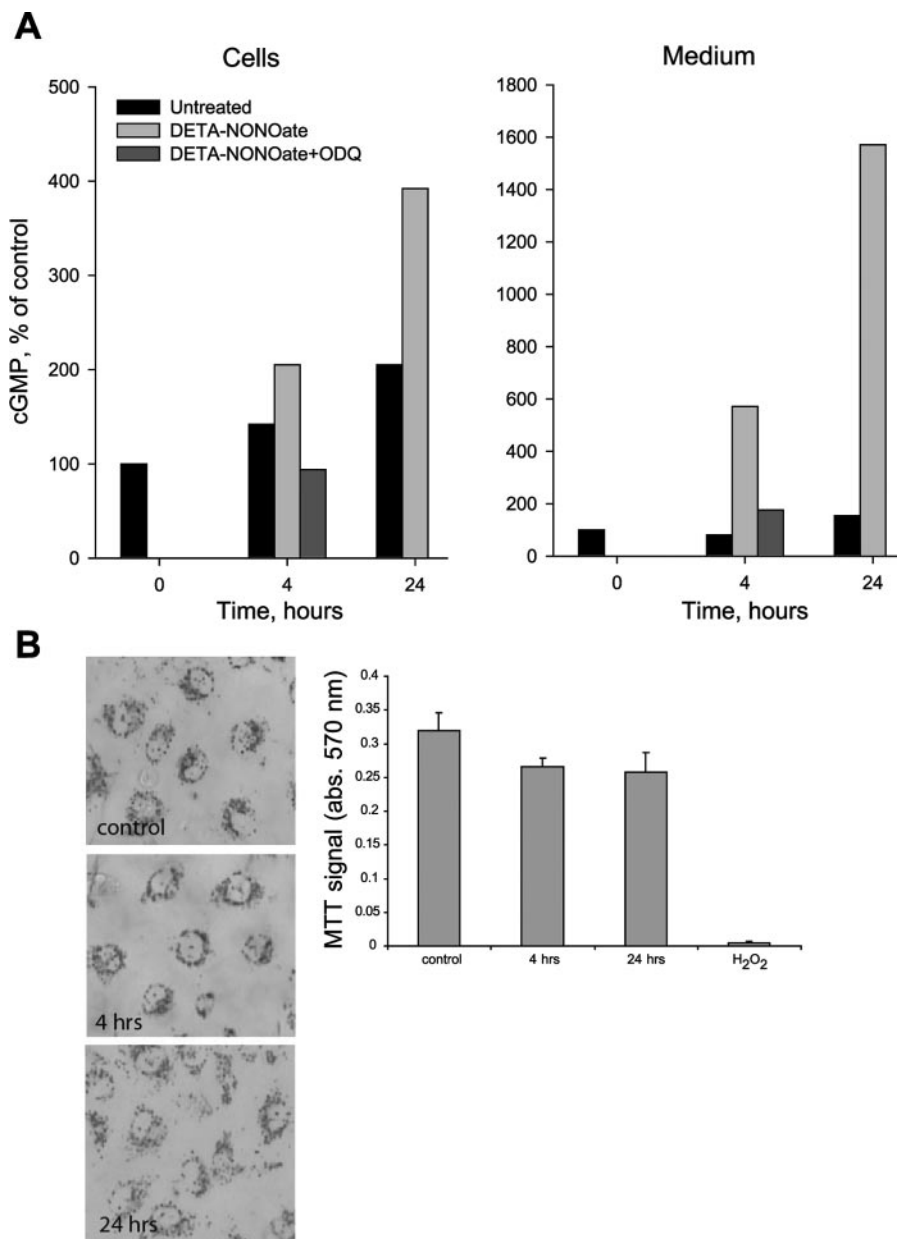 A
Cells
Medium
500
400
300
200
100
0
cGMP, % of control
Untreated
DETA-NONOate
DETA-NONOate+ODQ
0 4 24
Time, hours
1800
1600
1400
1200
1000
800
600
400
200
0
0 4 24
Time, hours
B
control
4 hrs
24 hrs
MTT signal (abs. 570 nm)
0.4
0.35
0.3
0.25
0.2
0.15
0.1
0.05
0
control 4 hrs 24 hrs H₂O₂